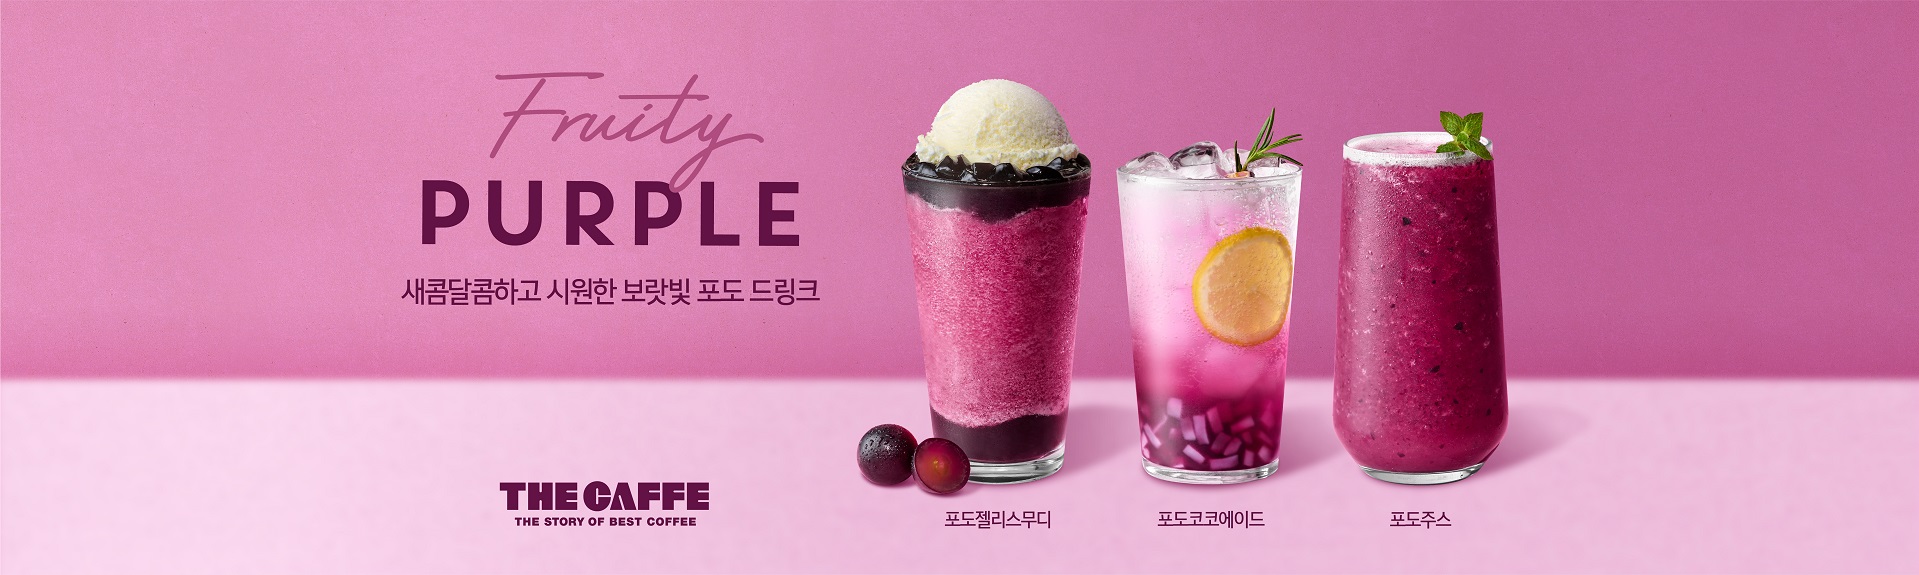 Fruity
PURPLE
새콤달콤하고 시원한 보랏빛 포도 드링크
THE CAFFE
THE STORY OF BEST COFFEE
포도젤리스무디
포도코코에이드
포도주스